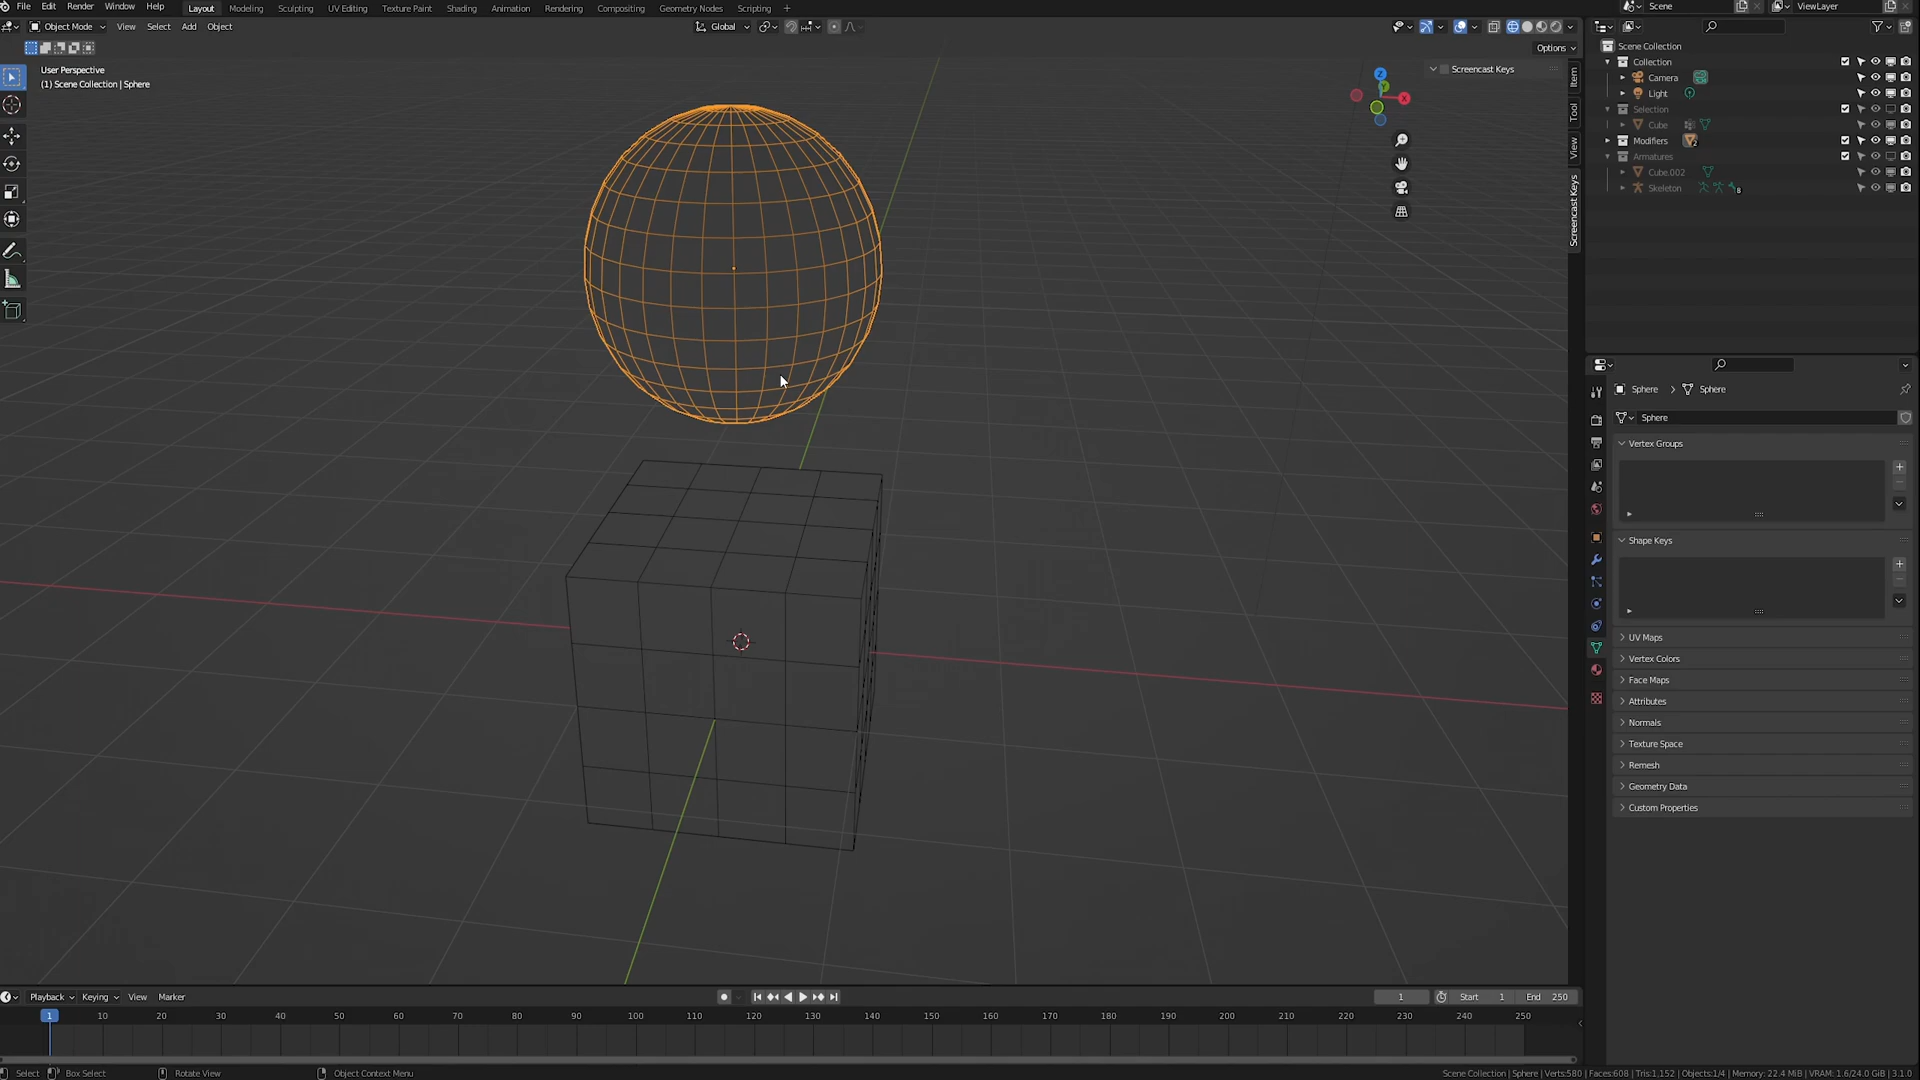 File Edit Render Window Help Layout Modeling Sculpting UV Editing Texture Paint Shading Animation Rendering Compositing Geometry Nodes Scripting + Scene ViewLayer
Object Mode View Select Add Object Global
Options
User Perspective
(1) Scene Collection | Sphere
Screencast Keys
Z
X
Y
Item
Tool
View
Screencast Keys
Scene Collection
Collection
Camera
Light
Selection
Cube
Modifiers 2
Armatures
Cube.002
Skeleton 8
Sphere > Sphere
Sphere
Vertex Groups
Shape Keys
UV Maps
Vertex Colors
Face Maps
Attributes
Normals
Texture Space
Remesh
Geometry Data
Custom Properties
Playback Keying View Marker 1 Start 1 End 250
1 10 20 30 40 50 60 70 80 90 100 110 120 130 140 150 160 170 180 190 200 210 220 230 240 250
Select Box Select Rotate View Object Context Menu Scene Collection | Sphere | Verts:580 | Faces:608 | Tris:1,152 | Objects:1/4 | Memory: 22.4 MiB | VRAM: 1.6/24.0 GiB | 3.1.0